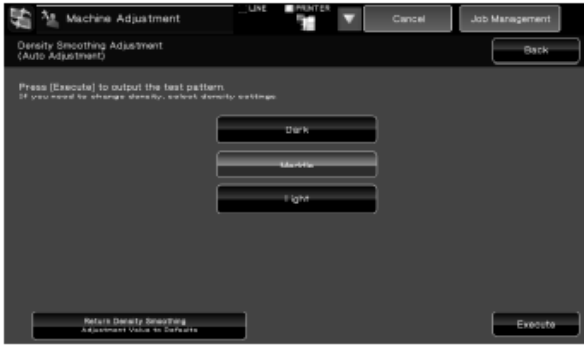 Machine Adjustment
LINE
PRINTER
Cancel
Job Management
Density Smoothing Adjustment
(Auto Adjustment)
Back
Press [Execute] to output the test pattern.
If you need to change density, select density settings.
Dark
Middle
Light
Return Density Smoothing
Adjustment Value to Defaults
Execute